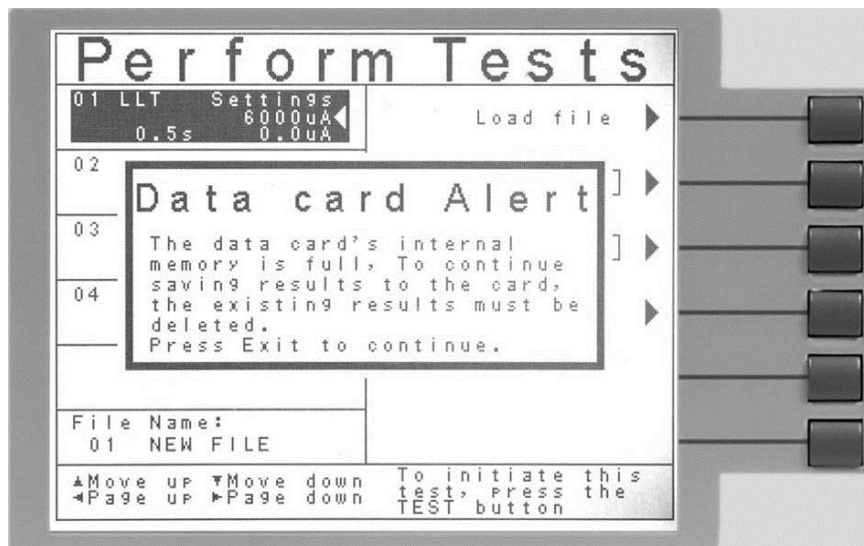 Perform Tests
01 LLT Settings
6000uA
0.5s 0.0uA
Load file
02
]
03
]
04
Data card Alert
The data card's internal
memory is full, To continue
saving results to the card,
the existing results must be
deleted.
Press Exit to continue.
File Name:
01 NEW FILE
▲Move up ▼Move down
◄Page up ►Page down
To initiate this
test, press the
TEST button